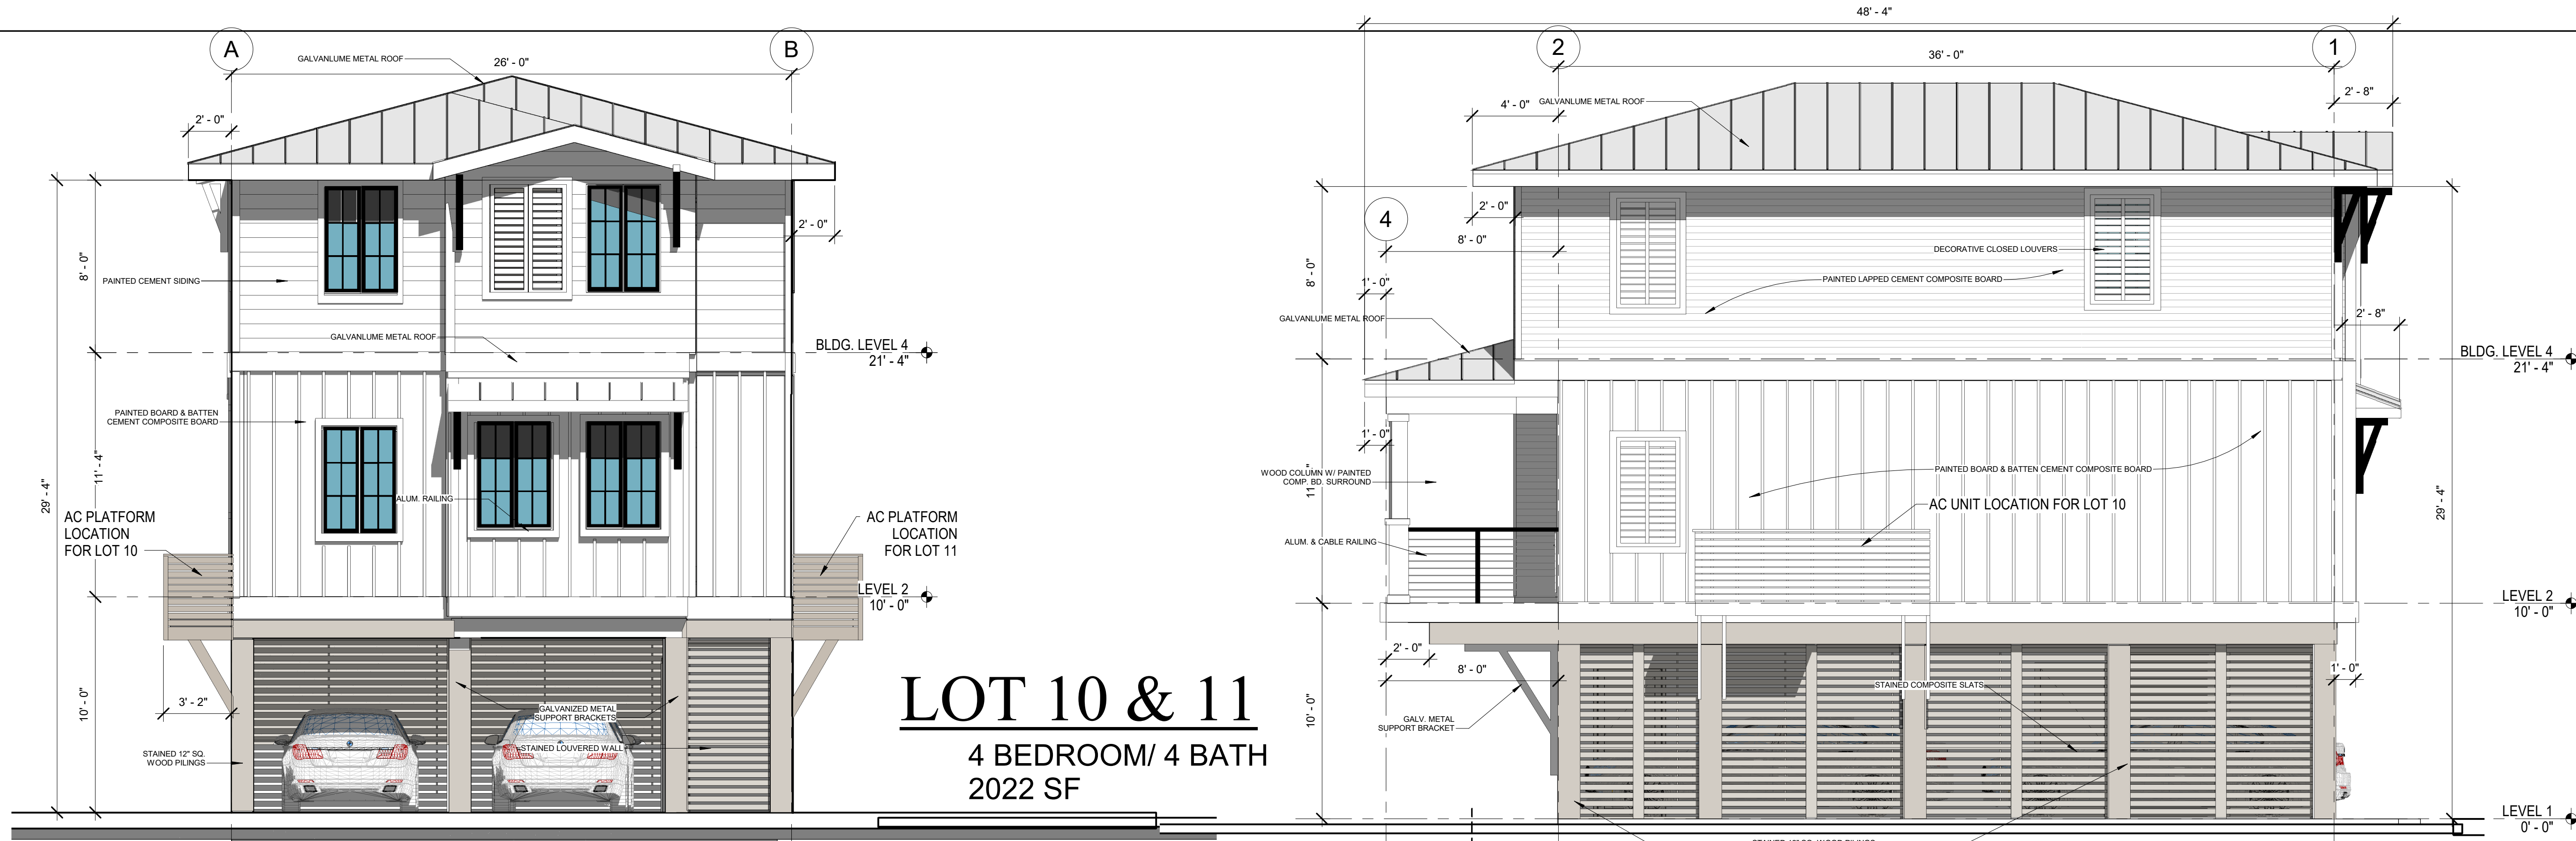 A
B
GALVANLUME METAL ROOF
26' - 0"
2' - 0"
2' - 0"
8' - 0"
PAINTED CEMENT SIDING
GALVANLUME METAL ROOF
BLDG. LEVEL 4
21' - 4"
PAINTED BOARD & BATTEN
CEMENT COMPOSITE BOARD
29' - 4"
11' - 4"
ALUM. RAILING
AC PLATFORM
LOCATION
FOR LOT 10
AC PLATFORM
LOCATION
FOR LOT 11
LEVEL 2
10' - 0"
10' - 0"
3' - 2"
GALVANIZED METAL
SUPPORT BRACKETS
STAINED LOUVERED WALL
STAINED 12" SQ.
WOOD PILINGS
LOT 10 & 11
4 BEDROOM/ 4 BATH
2022 SF
48' - 4"
2
1
36' - 0"
4' - 0"
GALVANLUME METAL ROOF
2' - 8"
4
2' - 0"
8' - 0"
8' - 0"
DECORATIVE CLOSED LOUVERS
PAINTED LAPPED CEMENT COMPOSITE BOARD
1' - 0"
GALVANLUME METAL ROOF
2' - 8"
BLDG. LEVEL 4
21' - 4"
1' - 0"
WOOD COLUMN W/ PAINTED
COMP. BD. SURROUND
11
"
PAINTED BOARD & BATTEN CEMENT COMPOSITE BOARD
AC UNIT LOCATION FOR LOT 10
29' - 4"
ALUM. & CABLE RAILING
LEVEL 2
10' - 0"
2' - 0"
8' - 0"
1' - 0"
STAINED COMPOSITE SLATS
10' - 0"
GALV. METAL
SUPPORT BRACKET
LEVEL 1
0' - 0"